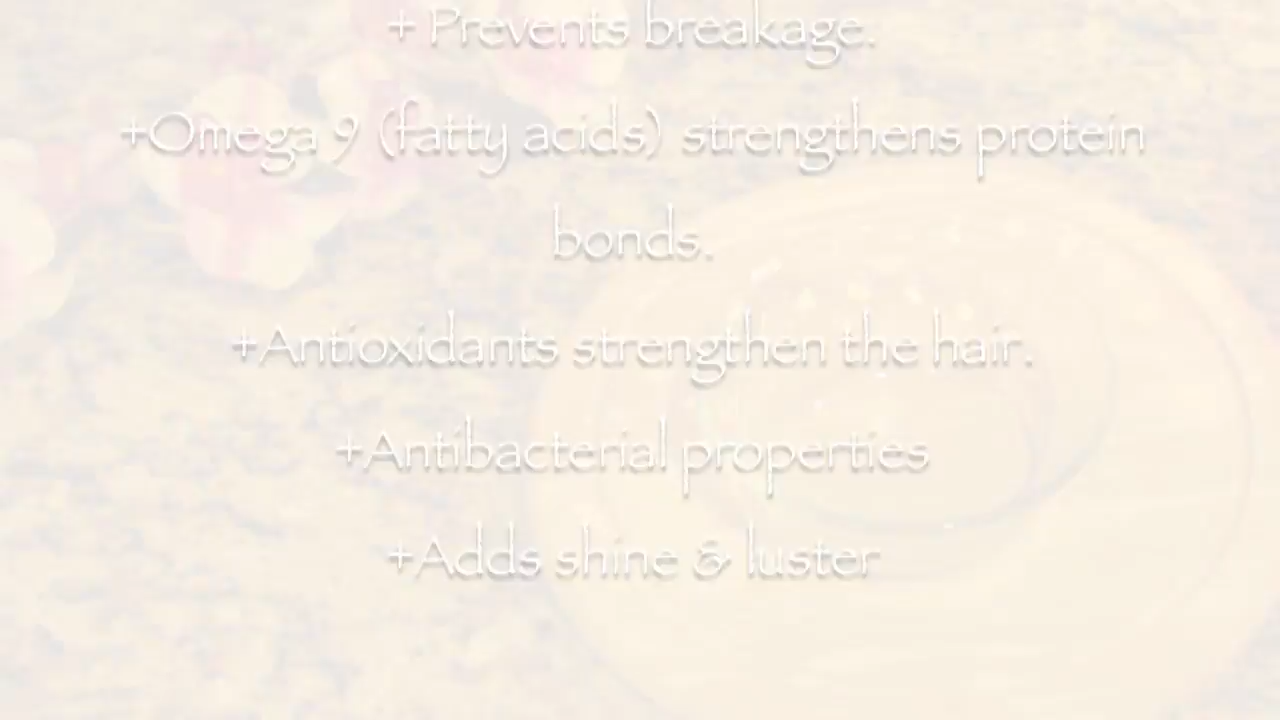 + Prevents breakage.
+Omega 9 (fatty acids) strengthens protein
bonds.
+Antioxidants strengthen the hair.
+Antibacterial properties
+Adds shine & luster